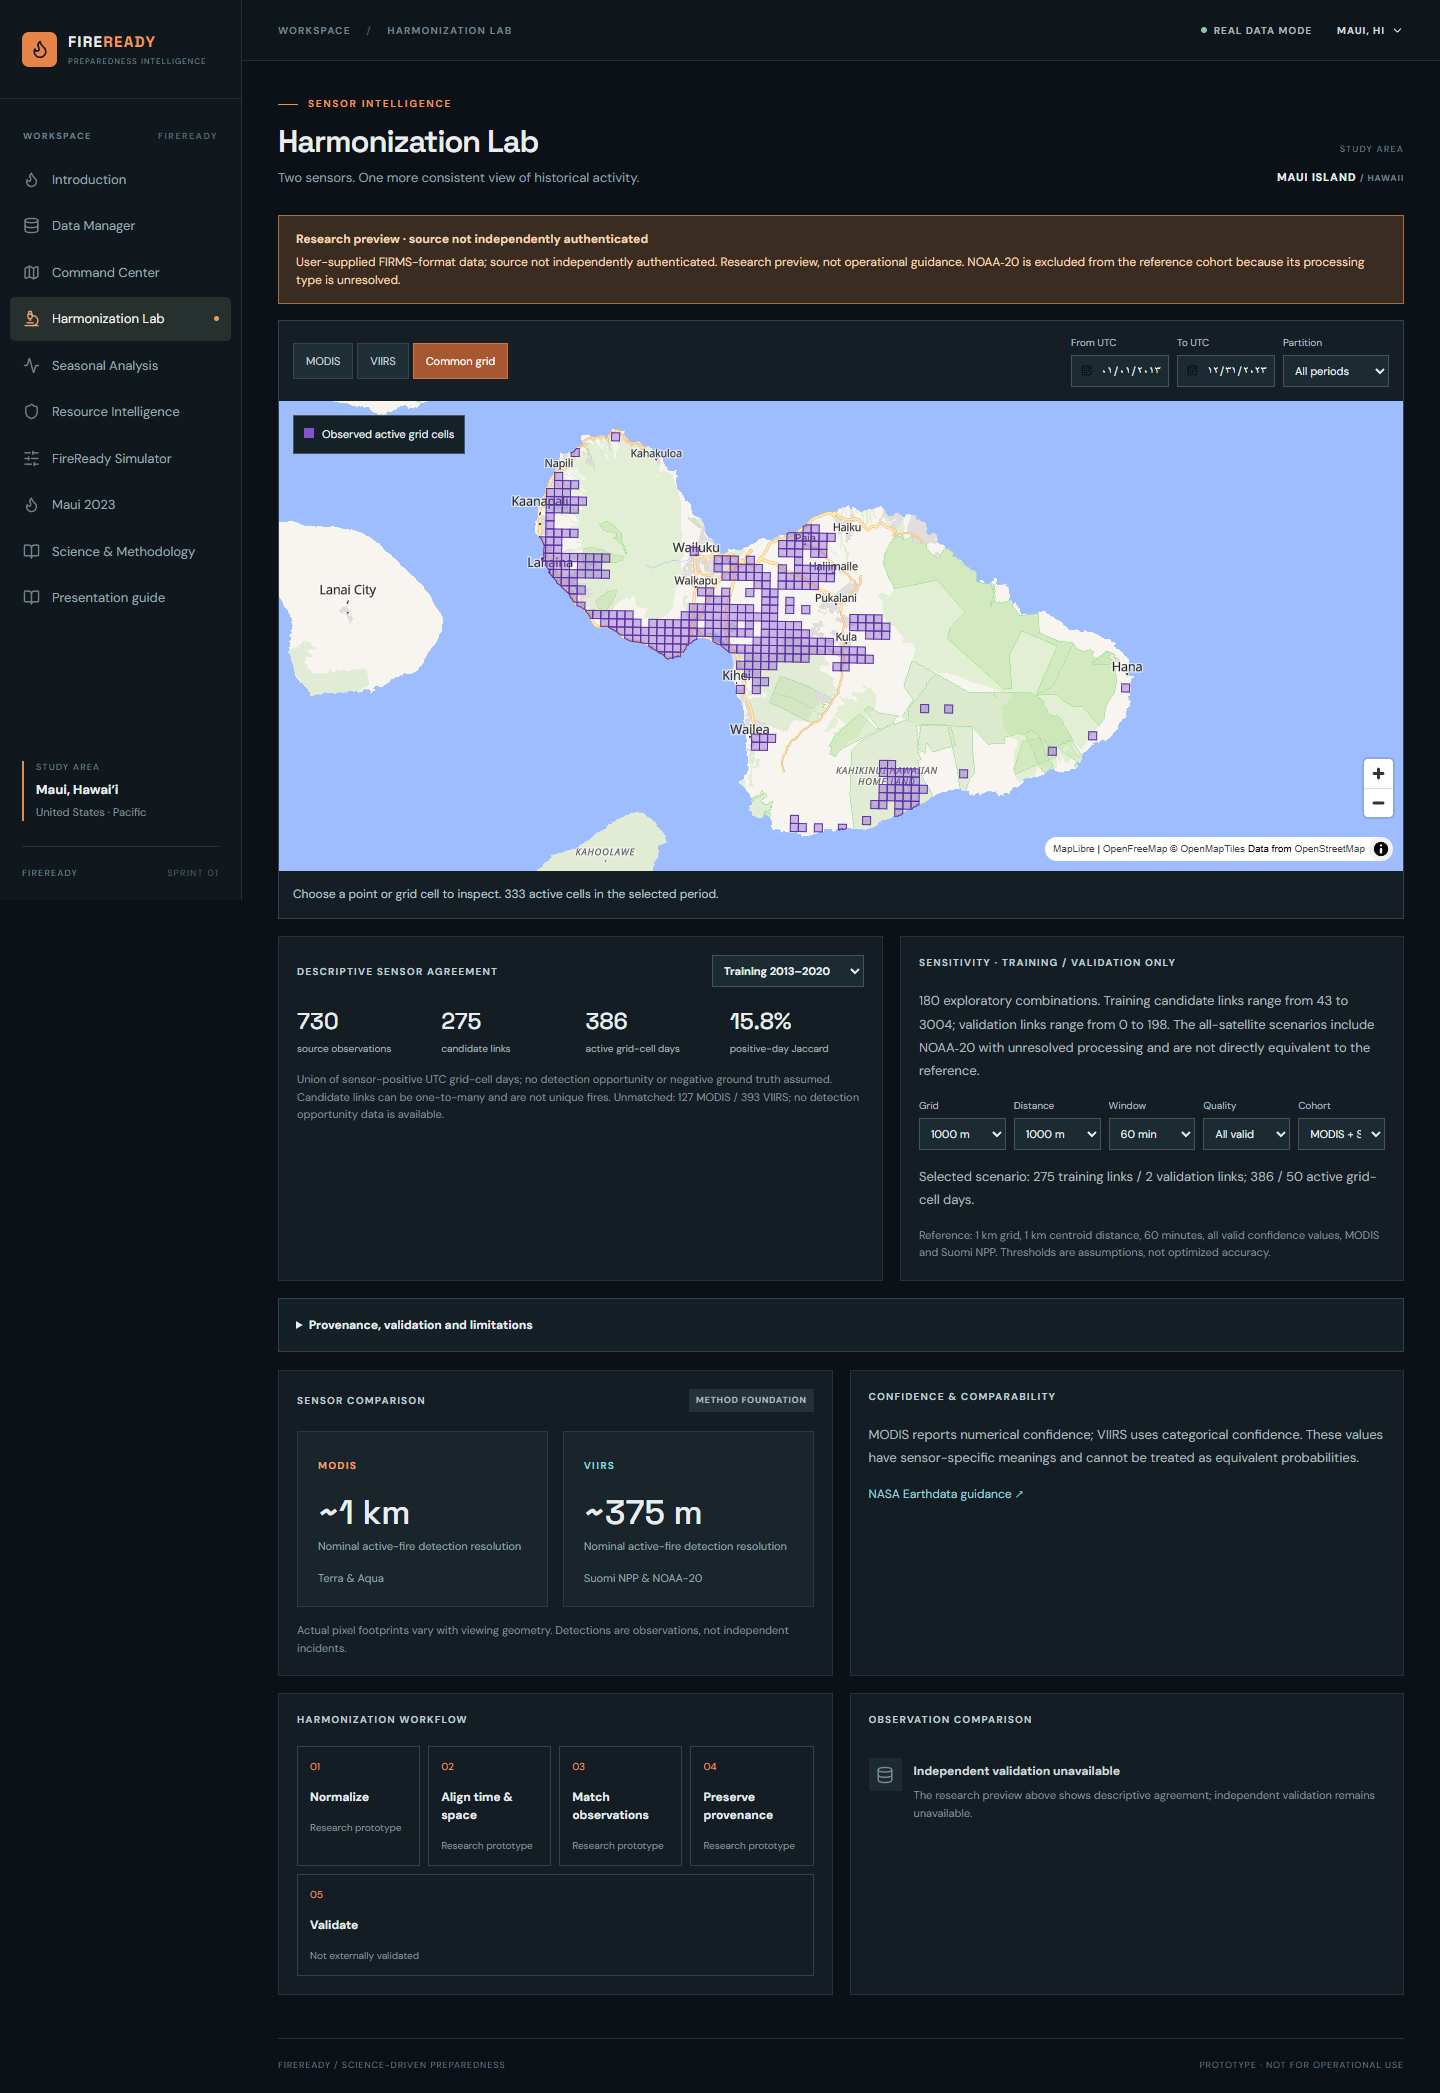 FIREREADY
PREPAREDNESS INTELLIGENCE
WORKSPACE FIREREADY
Introduction
Data Manager
Command Center
Harmonization Lab
Seasonal Analysis
Resource Intelligence
FireReady Simulator
Maui 2023
Science & Methodology
Presentation guide
STUDY AREA
Maui, Hawaiʻi
United States · Pacific
FIREREADY SPRINT 01
WORKSPACE / HARMONIZATION LAB
REAL DATA MODE MAUI, HI
SENSOR INTELLIGENCE
Harmonization Lab
Two sensors. One more consistent view of historical activity.
STUDY AREA
MAUI ISLAND / HAWAII
Research preview · source not independently authenticated
User-supplied FIRMS-format data; source not independently authenticated. Research preview, not operational guidance. NOAA-20 is excluded from the reference cohort because its processing
type is unresolved.
MODIS VIIRS Common grid
From UTC To UTC Partition
٠١/٠١/٢٠١٣ ١٢/٣١/٢٠٢٣ All periods
Observed active grid cells
Napili
Kahakuloa
Kaanapali
Lahaina
Wailuku
Waikapu
Paia
Haiku
Haliimaile
Pukalani
Kula
Kihei
Wailea
Hana
Lanai City
KAHIKINUI HAWAIIAN
HOME LAND
KAHOOLAWE
+
−
MapLibre | OpenFreeMap © OpenMapTiles Data from OpenStreetMap
Choose a point or grid cell to inspect. 333 active cells in the selected period.
DESCRIPTIVE SENSOR AGREEMENT Training 2013–2020
730 275 386 15.8%
source observations candidate links active grid-cell days positive-day Jaccard
Union of sensor-positive UTC grid-cell days; no detection opportunity or negative ground truth assumed.
Candidate links can be one-to-many and are not unique fires. Unmatched: 127 MODIS / 393 VIIRS; no detection
opportunity data is available.
SENSITIVITY · TRAINING / VALIDATION ONLY
180 exploratory combinations. Training candidate links range from 43 to
3004; validation links range from 0 to 198. The all-satellite scenarios include
NOAA-20 with unresolved processing and are not directly equivalent to the
reference.
Grid Distance Window Quality Cohort
1000 m 1000 m 60 min All valid MODIS + S
Selected scenario: 275 training links / 2 validation links; 386 / 50 active grid-
cell days.
Reference: 1 km grid, 1 km centroid distance, 60 minutes, all valid confidence values, MODIS
and Suomi NPP. Thresholds are assumptions, not optimized accuracy.
Provenance, validation and limitations
SENSOR COMPARISON METHOD FOUNDATION
MODIS
~1 km
Nominal active-fire detection resolution
Terra & Aqua
VIIRS
~375 m
Nominal active-fire detection resolution
Suomi NPP & NOAA-20
Actual pixel footprints vary with viewing geometry. Detections are observations, not independent
incidents.
CONFIDENCE & COMPARABILITY
MODIS reports numerical confidence; VIIRS uses categorical confidence. These values
have sensor-specific meanings and cannot be treated as equivalent probabilities.
NASA Earthdata guidance ↗
HARMONIZATION WORKFLOW
01
Normalize
Research prototype
02
Align time &
space
Research prototype
03
Match
observations
Research prototype
04
Preserve
provenance
Research prototype
05
Validate
Not externally validated
OBSERVATION COMPARISON
Independent validation unavailable
The research preview above shows descriptive agreement; independent validation remains
unavailable.
FIREREADY / SCIENCE-DRIVEN PREPAREDNESS
PROTOTYPE · NOT FOR OPERATIONAL USE